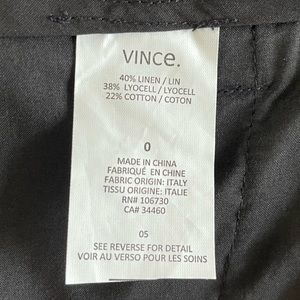 VINCE.
40% LINEN / LIN
38% LYOCELL / LYOCELL
22% COTTON / COTON
0
MADE IN CHINA
FABRIQUÉ EN CHINE
FABRIC ORIGIN: ITALY
TISSU ORIGINE: ITALIE
RN# 106730
CA# 34460
05
SEE REVERSE FOR DETAIL
VOIR AU VERSO POUR LES SOINS